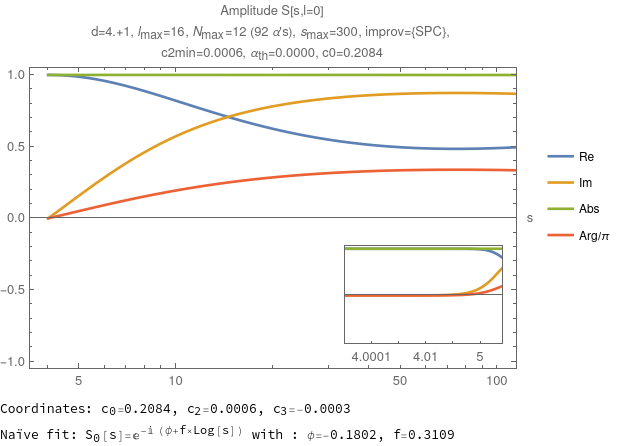 Amplitude S[s,l=0]
d=4.+1, lmax=16, Nmax=12 (92 α's), smax=300, improv={SPC},
c2min=0.0006, αth=0.0000, c0=0.2084
1.0
0.5
0.0
−0.5
−1.0
s
5
10
50
100
4.0001
4.01
5
Re
Im
Abs
Arg/π
Coordinates: c₀=0.2084, c₂=0.0006, c₃=-0.0003
Naïve fit: S₀[s]=e^-i (ϕ+f×Log[s]) with : ϕ=-0.1802, f=0.3109